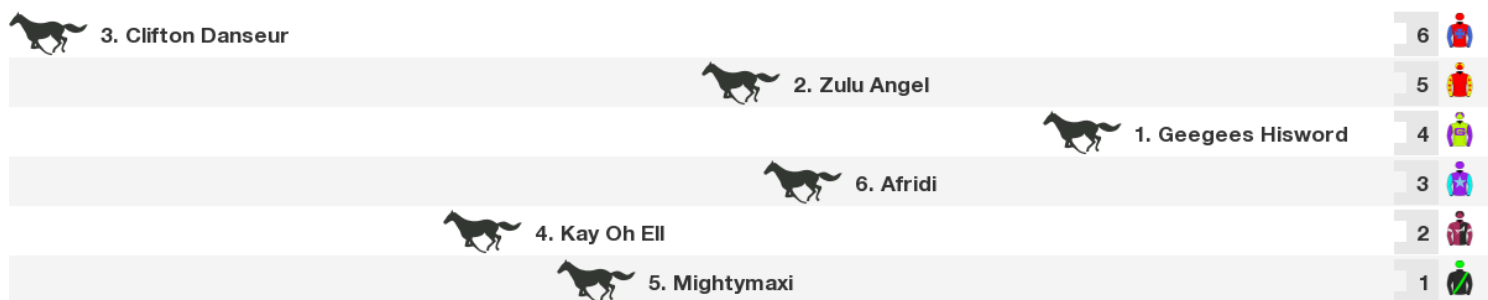 3. Clifton Danseur 6
2. Zulu Angel 5
1. Geegees Hisword 4 G
6. Afridi 3
4. Kay Oh Ell 2
5. Mightymaxi 1